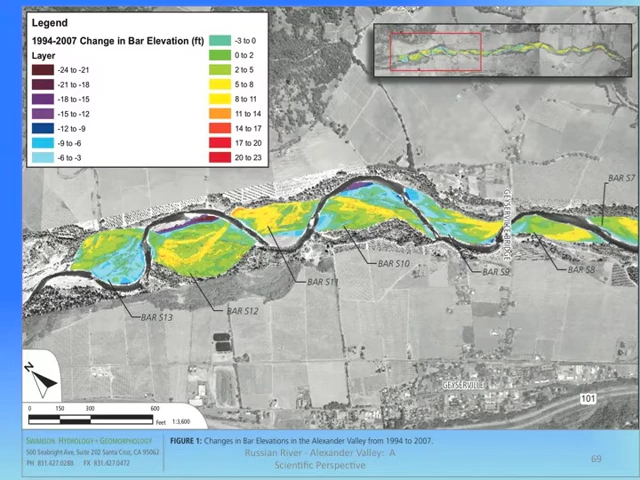 Legend
1994-2007 Change in Bar Elevation (ft)
Layer
-24 to -21
-21 to -18
-18 to -15
-15 to -12
-12 to -9
-9 to -6
-6 to -3
-3 to 0
0 to 2
2 to 5
5 to 8
8 to 11
11 to 14
14 to 17
17 to 20
20 to 23
BAR S7
GEYSERVILLE BRIDGE
BAR S8
BAR S9
BAR S10
BAR S11
BAR S12
BAR S13
GEYSERVILLE
101
N
0 150 300 600
Feet 1:3,600
SWANSON HYDROLOGY + GEOMORPHOLOGY
500 Seabright Ave, Suite 202 Santa Cruz, CA 95062
PH 831.427.0288 FX 831.427.0472
FIGURE 1: Changes in Bar Elevations in the Alexander Valley from 1994 to 2007.
Russian River - Alexander Valley: A
Scientific Perspective
69